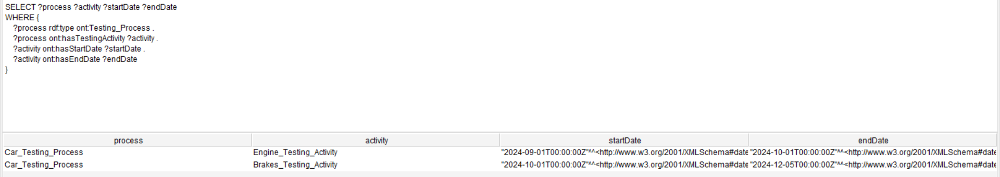 SELECT ?process ?activity ?startDate ?endDate
WHERE {
?process rdf:type ont:Testing_Process .
?process ont:hasTestingActivity ?activity .
?activity ont:hasStartDate ?startDate .
?activity ont:hasEndDate ?endDate
}
process activity startDate endDate
Car_Testing_Process Engine_Testing_Activity "2024-09-01T00:00:00Z"^^<http://www.w3.org/2001/XMLSchema#date "2024-10-01T00:00:00Z"^^<http://www.w3.org/2001/XMLSchema#date
Car_Testing_Process Brakes_Testing_Activity "2024-10-01T00:00:00Z"^^<http://www.w3.org/2001/XMLSchema#date "2024-12-05T00:00:00Z"^^<http://www.w3.org/2001/XMLSchema#date